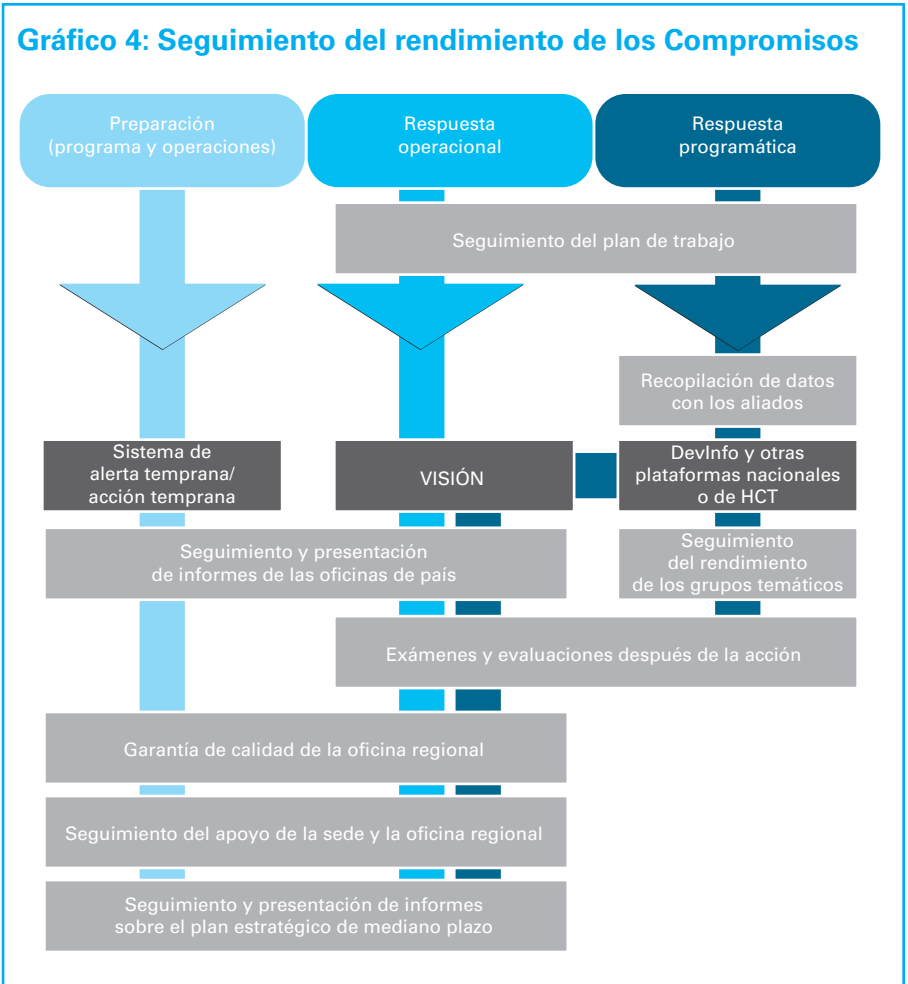 Gráfico 4: Seguimiento del rendimiento de los Compromisos
Preparación
(programa y operaciones)
Respuesta
operacional
Respuesta
programática
Seguimiento del plan de trabajo
Recopilación de datos
con los aliados
Sistema de
alerta temprana/
acción temprana
VISIÓN
DevInfo y otras
plataformas nacionales
o de HCT
Seguimiento y presentación
de informes de las oficinas de país
Seguimiento
del rendimiento
de los grupos temáticos
Exámenes y evaluaciones después de la acción
Garantía de calidad de la oficina regional
Seguimiento del apoyo de la sede y la oficina regional
Seguimiento y presentación de informes
sobre el plan estratégico de mediano plazo